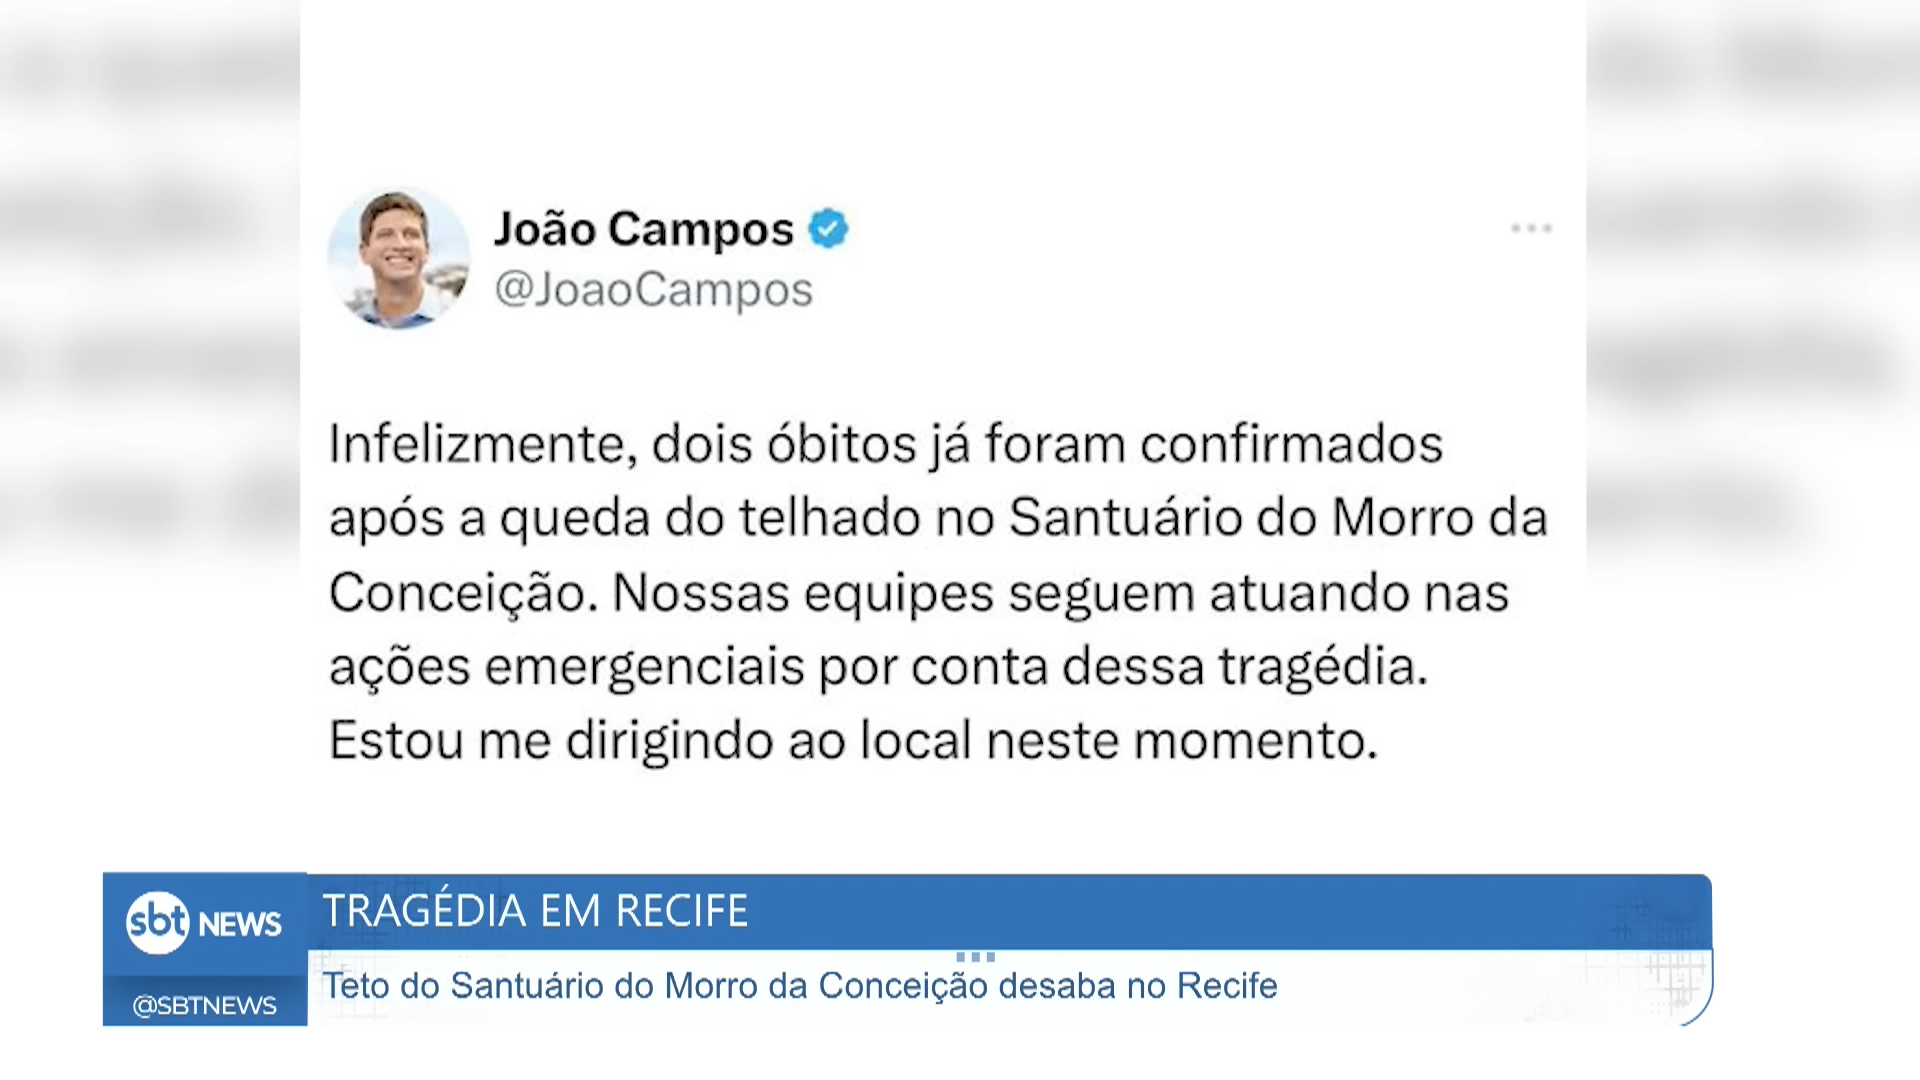 João Campos
@JoaoCampos
Infelizmente, dois óbitos já foram confirmados
após a queda do telhado no Santuário do Morro da
Conceição. Nossas equipes seguem atuando nas
ações emergenciais por conta dessa tragédia.
Estou me dirigindo ao local neste momento.
sbt NEWS
TRAGÉDIA EM RECIFE
@SBTNEWS
Teto do Santuário do Morro da Conceição desaba no Recife